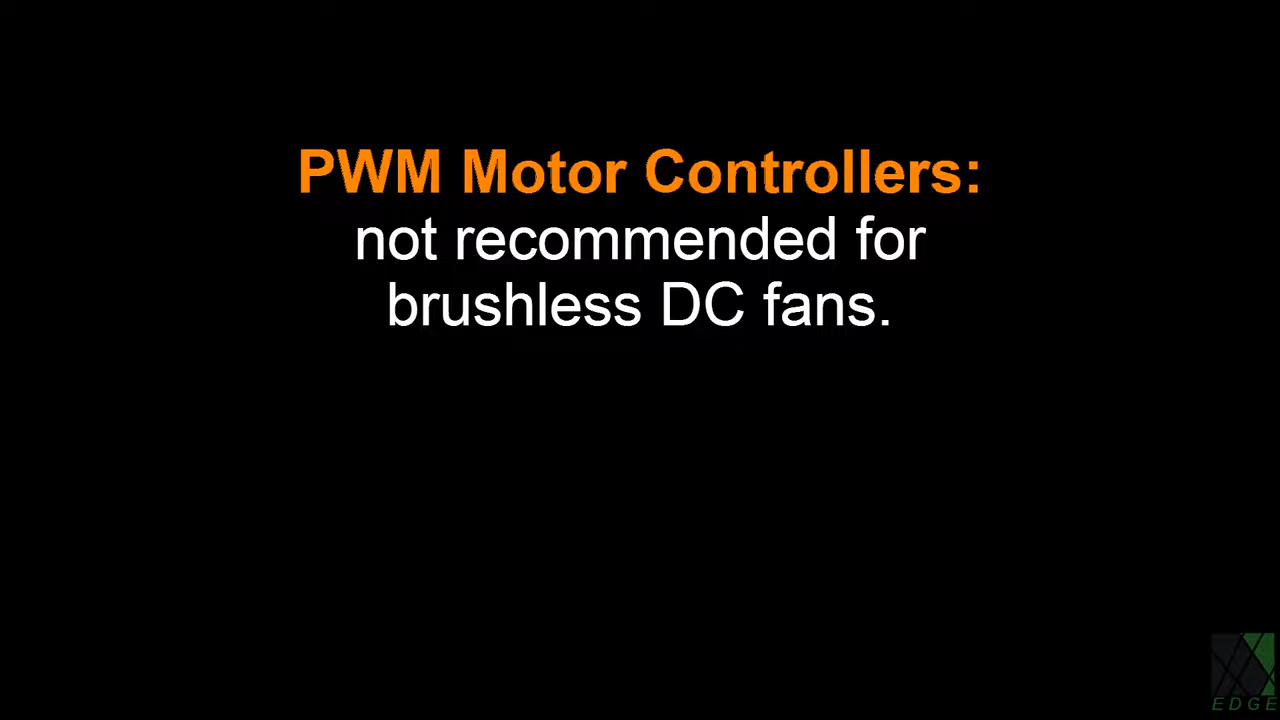 PWM Motor Controllers:
not recommended for
brushless DC fans.
EDGE